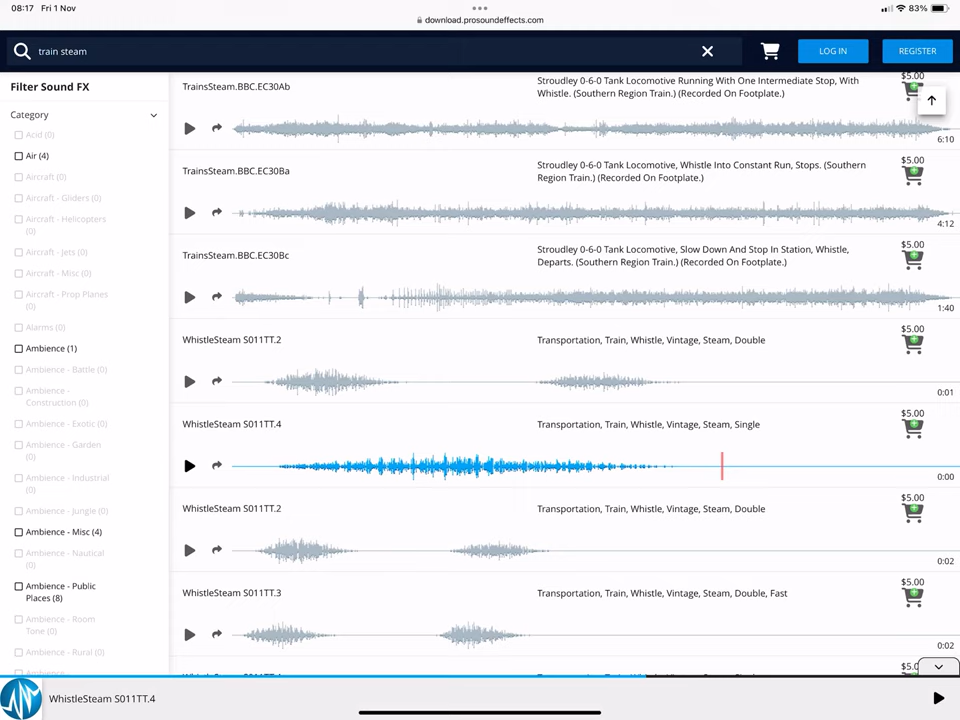 08:17 Fri 1 Nov
83%
download.prosoundeffects.com
train steam
LOG IN
REGISTER
Filter Sound FX
Category
Acid (0)
Air (4)
Aircraft (0)
Aircraft - Gliders (0)
Aircraft - Helicopters
(0)
Aircraft - Jets (0)
Aircraft - Misc (0)
Aircraft - Prop Planes
(0)
Alarms (0)
Ambience (1)
Ambience - Battle (0)
Ambience -
Construction (0)
Ambience - Exotic (0)
Ambience - Garden
(0)
Ambience - Industrial
(0)
Ambience - Jungle (0)
Ambience - Misc (4)
Ambience - Nautical
(0)
Ambience - Public
Places (8)
Ambience - Room
Tone (0)
Ambience - Rural (0)
TrainsSteam.BBC.EC30Ab
Stroudley 0-6-0 Tank Locomotive Running With One Intermediate Stop, With
Whistle. (Southern Region Train.) (Recorded On Footplate.)
$5.00
6:10
TrainsSteam.BBC.EC30Ba
Stroudley 0-6-0 Tank Locomotive, Whistle Into Constant Run, Stops. (Southern
Region Train.) (Recorded On Footplate.)
$5.00
4:12
TrainsSteam.BBC.EC30Bc
Stroudley 0-6-0 Tank Locomotive, Slow Down And Stop In Station, Whistle,
Departs. (Southern Region Train.) (Recorded On Footplate.)
$5.00
1:40
WhistleSteam S011TT.2
Transportation, Train, Whistle, Vintage, Steam, Double
$5.00
0:01
WhistleSteam S011TT.4
Transportation, Train, Whistle, Vintage, Steam, Single
$5.00
0:00
WhistleSteam S011TT.2
Transportation, Train, Whistle, Vintage, Steam, Double
$5.00
0:02
WhistleSteam S011TT.3
Transportation, Train, Whistle, Vintage, Steam, Double, Fast
$5.00
0:02
WhistleSteam S011TT.4